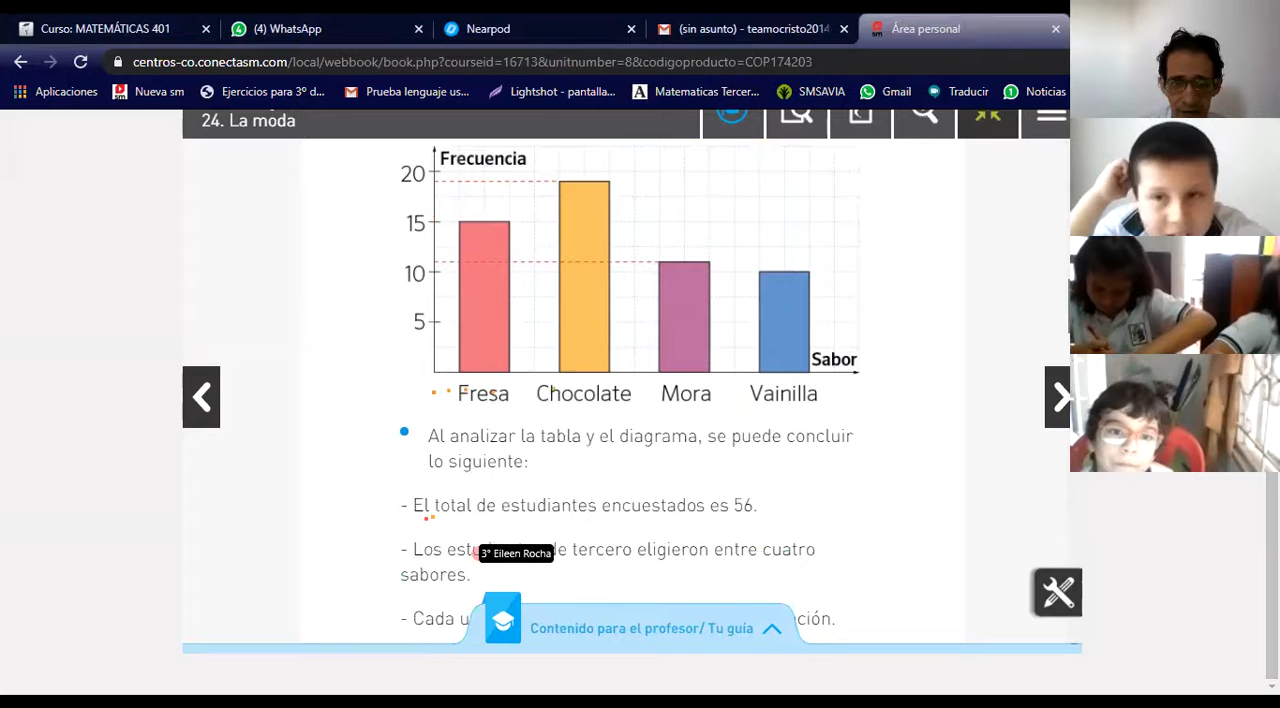 Curso: MATEMÁTICAS 401
(4) WhatsApp
Nearpod
(sin asunto) - teamocristo2014
Área personal
centros-co.conectasm.com/local/webbook/book.php?courseid=16713&unitnumber=8&codigoproducto=COP174203
Aplicaciones
Nueva sm
Ejercicios para 3º d...
Prueba lenguaje us...
Lightshot - pantalla...
Matematicas Tercer...
SMSAVIA
Gmail
Traducir
Noticias
24. La moda
Frecuencia
20
15
10
5
Sabor
Fresa Chocolate Mora Vainilla
Al analizar la tabla y el diagrama, se puede concluir
lo siguiente:
- El total de estudiantes encuestados es 56.
- Los est
3° Eileen Rocha
de tercero eligieron entre cuatro
sabores.
- Cada u
ción.
Contenido para el profesor/ Tu guía